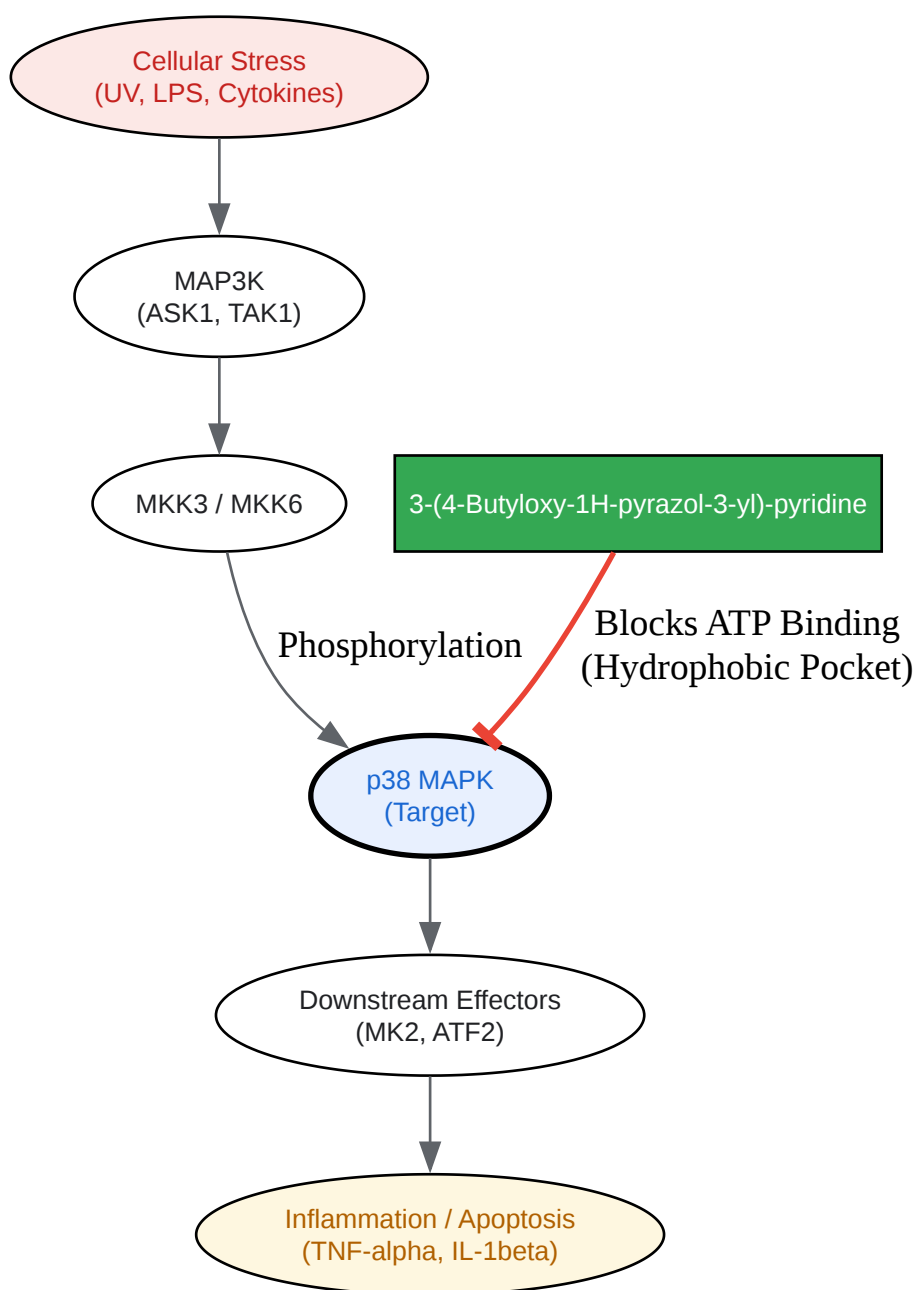 Cellular Stress
(UV, LPS, Cytokines)
MAP3K
(ASK1, TAK1)
MKK3 / MKK6
3-(4-Butyloxy-1H-pyrazol-3-yl)-pyridine
Phosphorylation
Blocks ATP Binding
(Hydrophobic Pocket)
p38 MAPK
(Target)
Downstream Effectors
(MK2, ATF2)
Inflammation / Apoptosis
(TNF-alpha, IL-1beta)